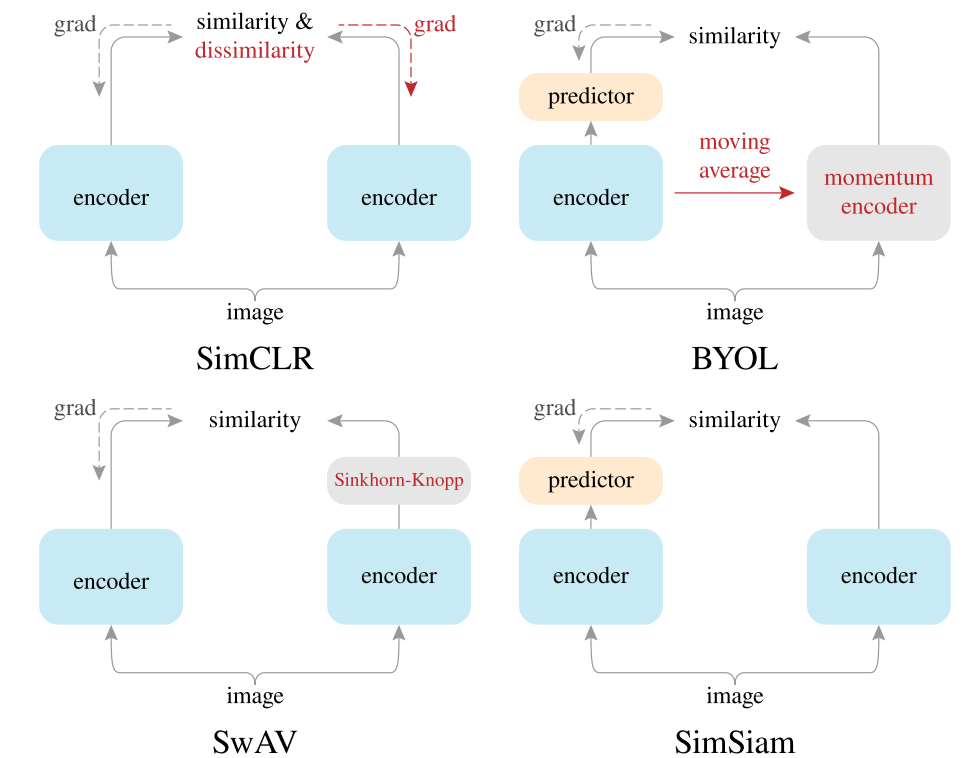 grad
similarity &
dissimilarity
grad
encoder
encoder
image
SimCLR
grad
similarity
predictor
moving
average
encoder
momentum
encoder
image
BYOL
grad
similarity
Sinkhorn-Knopp
encoder
encoder
image
SwAV
grad
similarity
predictor
encoder
encoder
image
SimSiam